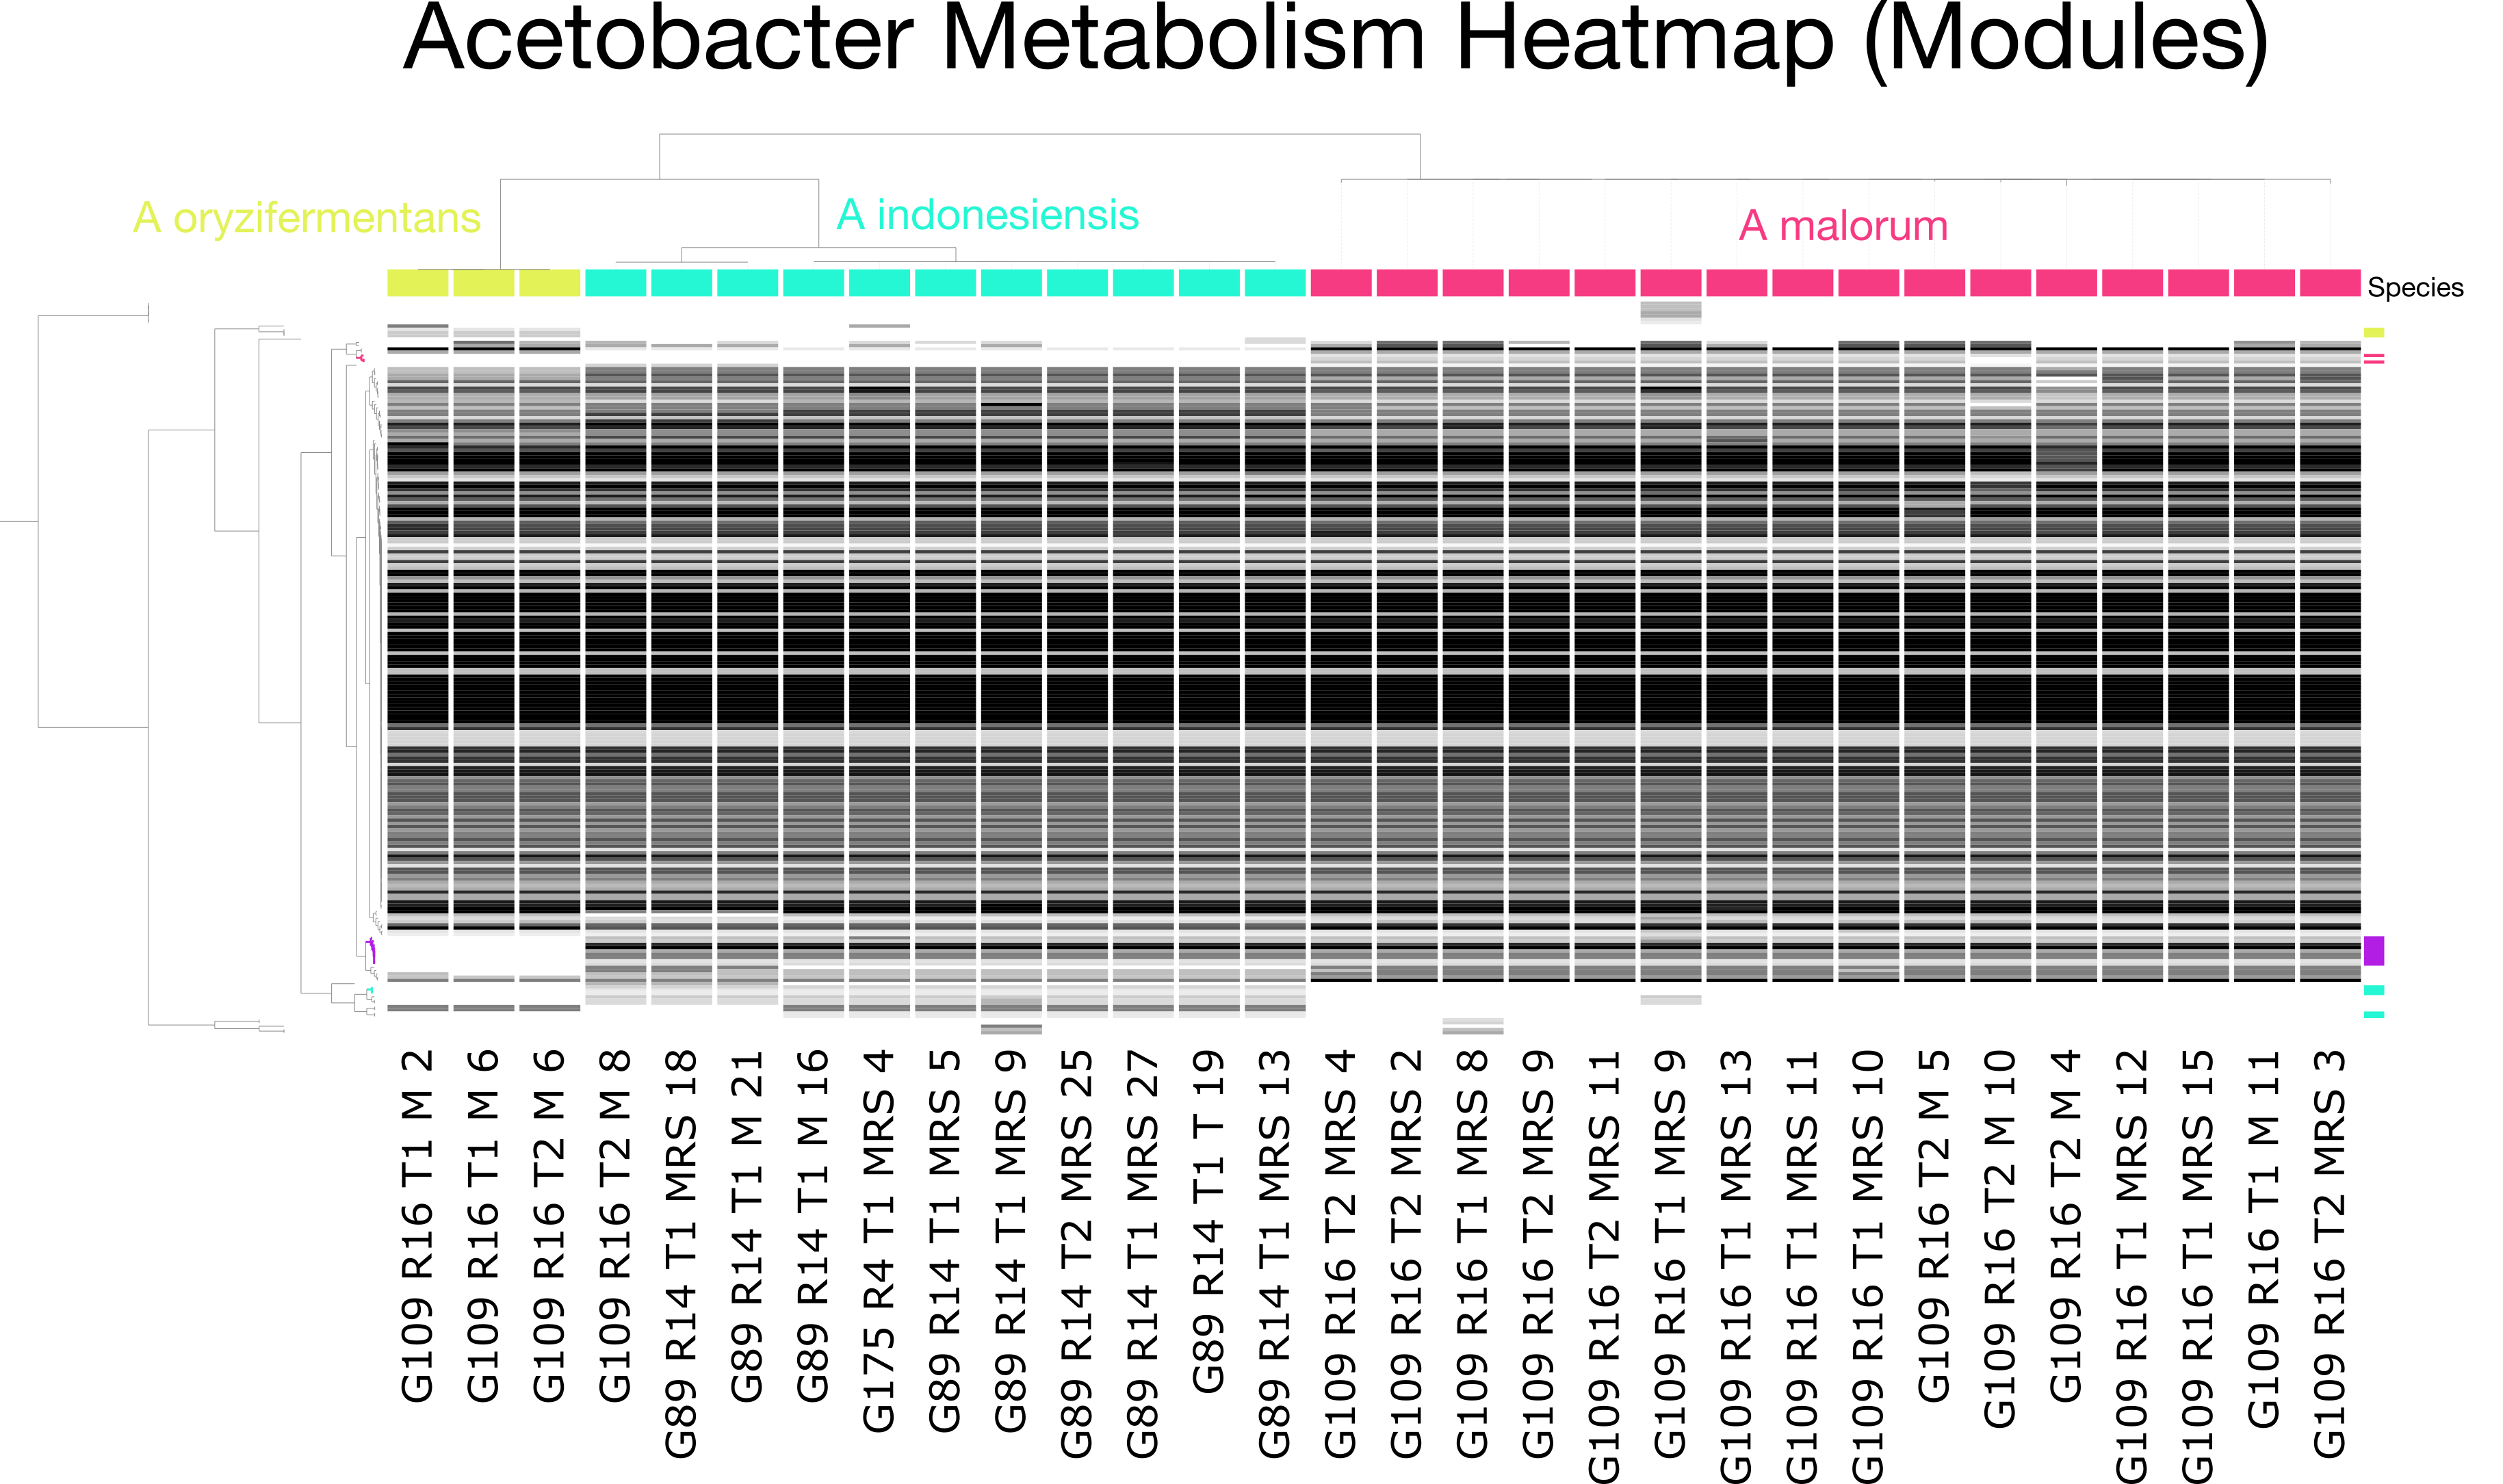 Acetobacter Metabolism Heatmap (Modules)
A oryzifermentans
A indonesiensis
A malorum
Species
G109 R16 T1 M 2
G109 R16 T1 M 6
G109 R16 T2 M 6
G109 R16 T2 M 8
G89 R14 T1 MRS 18
G89 R14 T1 M 21
G89 R14 T1 M 16
G175 R4 T1 MRS 4
G89 R14 T1 MRS 5
G89 R14 T1 MRS 9
G89 R14 T2 MRS 25
G89 R14 T1 MRS 27
G89 R14 T1 T 19
G89 R14 T1 MRS 13
G109 R16 T2 MRS 4
G109 R16 T2 MRS 2
G109 R16 T1 MRS 8
G109 R16 T2 MRS 9
G109 R16 T2 MRS 11
G109 R16 T1 MRS 9
G109 R16 T1 MRS 13
G109 R16 T1 MRS 11
G109 R16 T1 MRS 10
G109 R16 T2 M 5
G109 R16 T2 M 10
G109 R16 T2 M 4
G109 R16 T1 MRS 12
G109 R16 T1 MRS 15
G109 R16 T1 M 11
G109 R16 T2 MRS 3